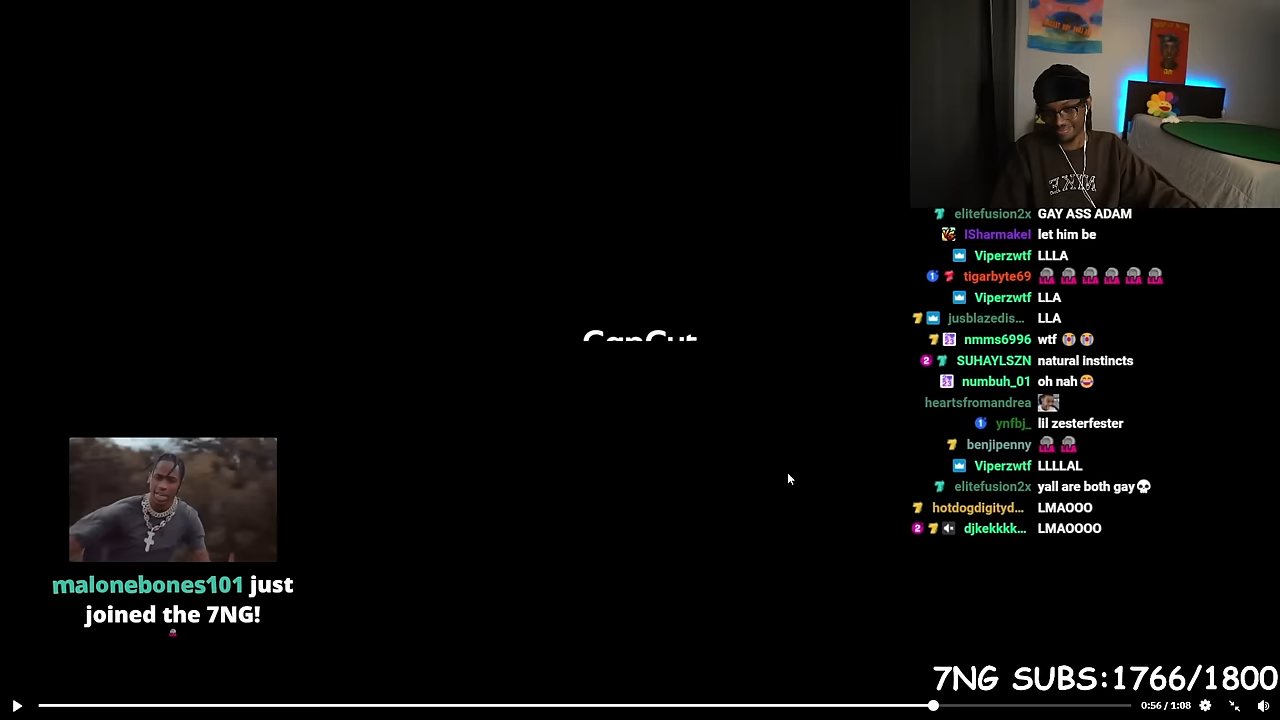 elitefusion2x GAY ASS ADAM
ISharmakeI let him be
Viperzwtf LLLA
tigarbyte69
Viperzwtf LLA
jusblazedis... LLA
nmms6996 wtf 😭 😭
SUHAYLSZN natural instincts
numbuh_01 oh nah 😂
heartsfromandrea
ynfbj_ lil zesterfester
benjipenny
Viperzwtf LLLLAL
elitefusion2x yall are both gay 💀
hotdogdigityd... LMAOOO
djkekkkk... LMAOOOO
CapCut
malonebones101 just
joined the 7NG!
7NG SUBS:1766/1800
0:56 / 1:08